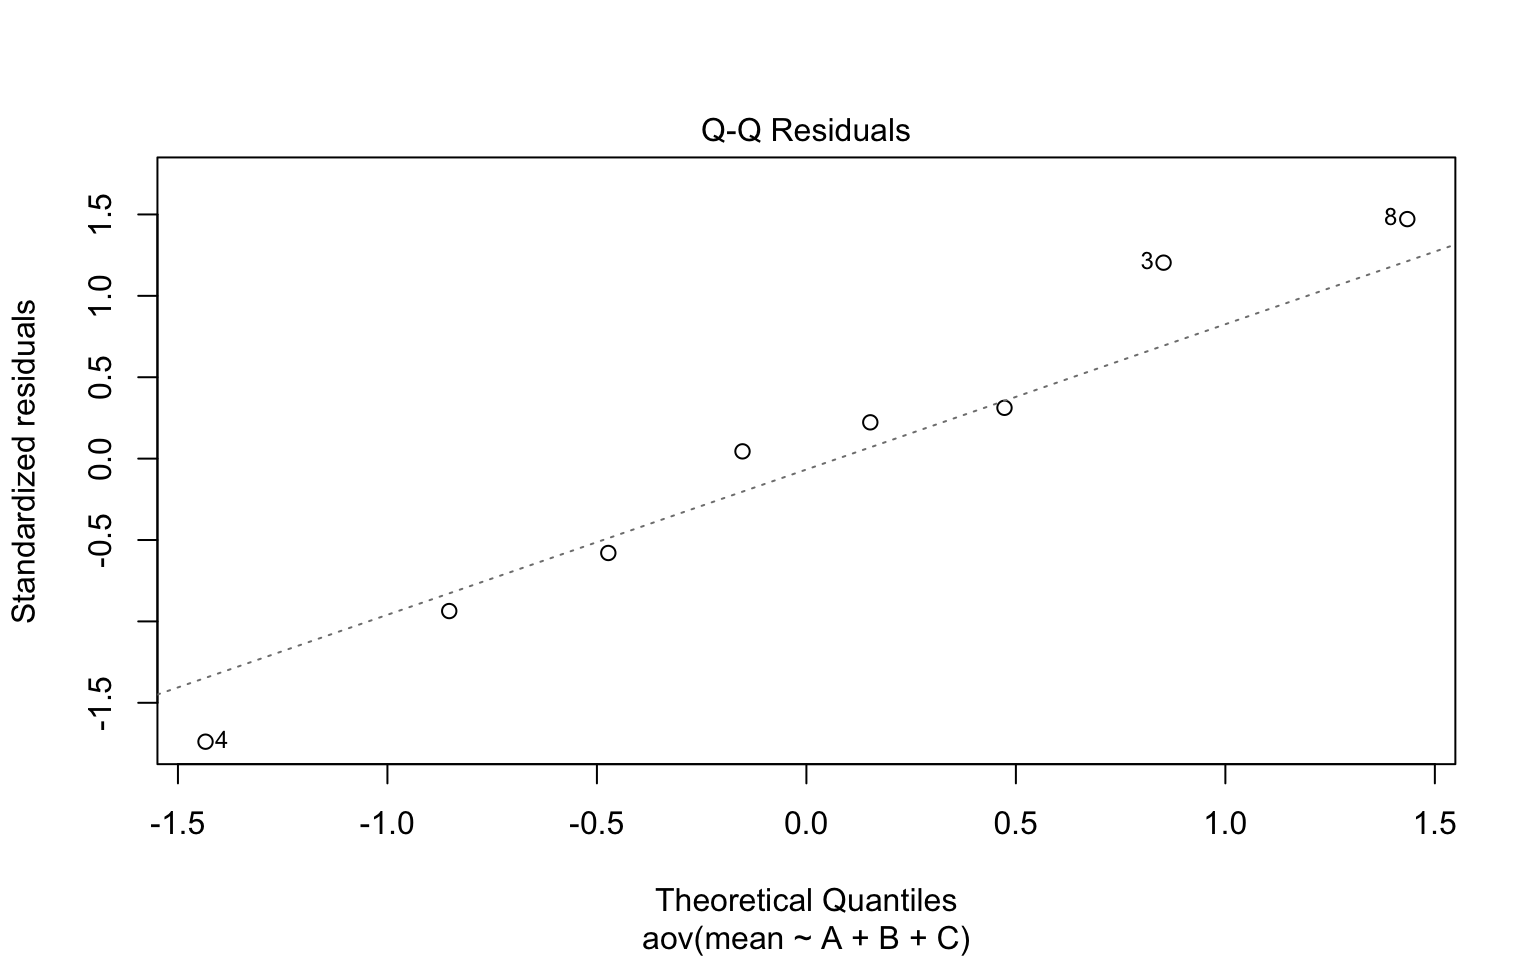 Q-Q Residuals
Standardized residuals
1.5
1.0
0.5
0.0
-0.5
-1.5
8
3
4
-1.5 -1.0 -0.5 0.0 0.5 1.0 1.5
Theoretical Quantiles
aov(mean ~ A + B + C)